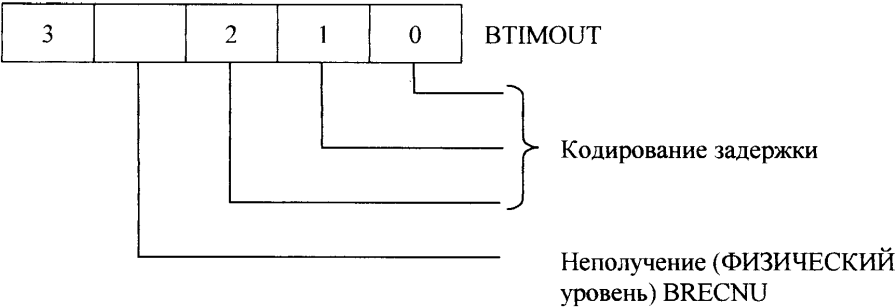 3 2 1 0 BTIMOUT
Кодирование задержки
Неполучение (ФИЗИЧЕСКИЙ
уровень) BRECNU